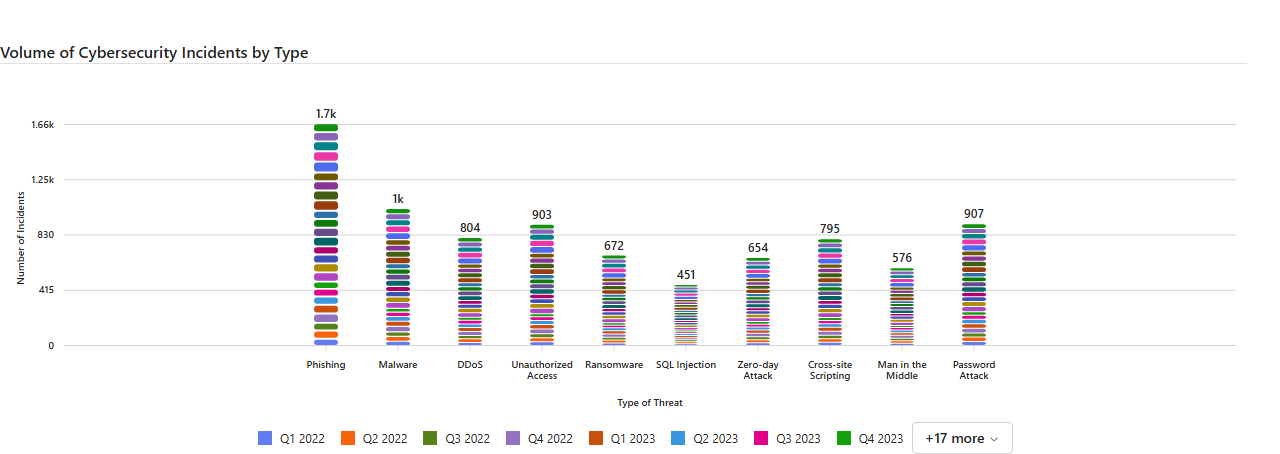 Volume of Cybersecurity Incidents by Type
1.7k
1.66k
1k
1.25k
903
907
804
795
830
672
654
576
451
415
0
Number of Incidents
Phishing
Malware
DDoS
Unauthorized
Access
Ransomware
SQL Injection
Zero-day
Attack
Cross-site
Scripting
Man in the
Middle
Password
Attack
Type of Threat
Q1 2022
Q2 2022
Q3 2022
Q4 2022
Q1 2023
Q2 2023
Q3 2023
Q4 2023
+17 more